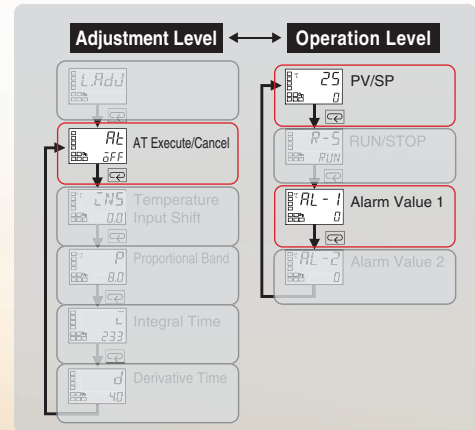 Adjustment Level
Operation Level
L.AdJ
At
oFF
AT Execute/Cancel
INS
0.0
Temperature
Input Shift
P
8.0
Proportional Band
i
233
Integral Time
d
40
Derivative Time
25
0
PV/SP
R-S
RUN
RUN/STOP
AL-1
0
Alarm Value 1
AL-2
0
Alarm Value 2